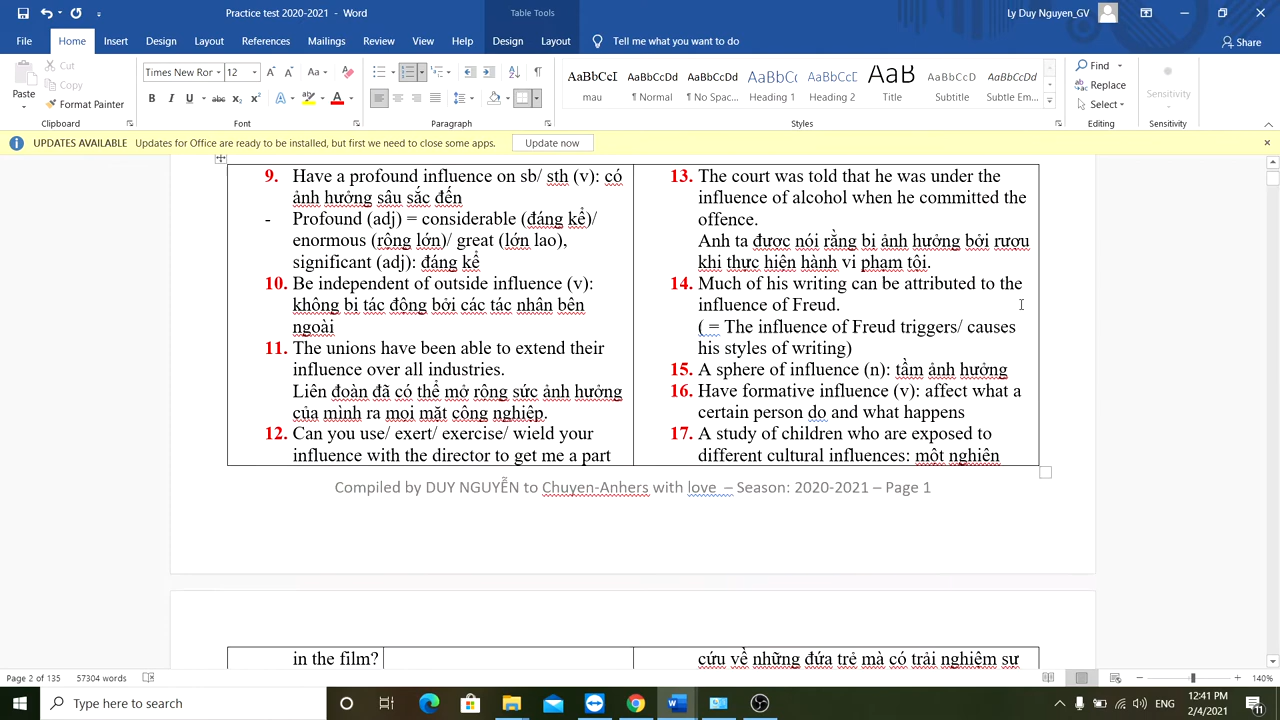 Practice test 2020-2021 - Word
Table Tools
Ly Duy Nguyen_GV
File Home Insert Design Layout References Mailings Review View Help Design Layout Tell me what you want to do Share
Paste
Cut
Copy
Format Painter
Clipboard
Times New Ror 12
Font
Paragraph
AaBbCcI AaBbCcDd AaBbCcDd AaBbCc AaBbCcD AaB AaBbCcD AaBbCcDd
mau ¶ Normal ¶ No Spac... Heading 1 Heading 2 Title Subtitle Subtle Em...
Styles
Find
Replace
Select
Editing
Sensitivity
Sensitivity
UPDATES AVAILABLE Updates for Office are ready to be installed, but first we need to close some apps. Update now
9. Have a profound influence on sb/ sth (v): có
ảnh hưởng sâu sắc đến
- Profound (adj) = considerable (đáng kể)/
enormous (rộng lớn)/ great (lớn lao),
significant (adj): đáng kể
10. Be independent of outside influence (v):
không bị tác động bởi các tác nhân bên
ngoài
11. The unions have been able to extend their
influence over all industries.
Liên đoàn đã có thể mở rộng sức ảnh hưởng
của mình ra mọi mặt công nghiệp.
12. Can you use/ exert/ exercise/ wield your
influence with the director to get me a part
13. The court was told that he was under the
influence of alcohol when he committed the
offence.
Anh ta được nói rằng bị ảnh hưởng bởi rượu
khi thực hiện hành vi phạm tội.
14. Much of his writing can be attributed to the
influence of Freud.
( = The influence of Freud triggers/ causes
his styles of writing)
15. A sphere of influence (n): tầm ảnh hưởng
16. Have formative influence (v): affect what a
certain person do and what happens
17. A study of children who are exposed to
different cultural influences: một nghiên
Compiled by DUY NGUYỄN to Chuyen-Anhers with love – Season: 2020-2021 – Page 1
in the film?
cứu về những đứa trẻ mà có trải nghiệm sự
Page 2 of 135 57304 words 140%
Type here to search
12:41 PM
2/4/2021